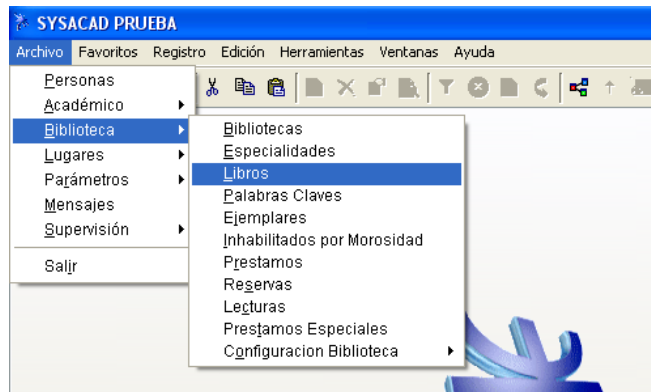 SYSACAD PRUEBA
Archivo Favoritos Registro Edición Herramientas Ventanas Ayuda
Personas
Académico
Biblioteca
Lugares
Parámetros
Mensajes
Supervisión
Salir
Bibliotecas
Especialidades
Libros
Palabras Claves
Ejemplares
Inhabilitados por Morosidad
Prestamos
Reservas
Lecturas
Prestamos Especiales
Configuracion Biblioteca